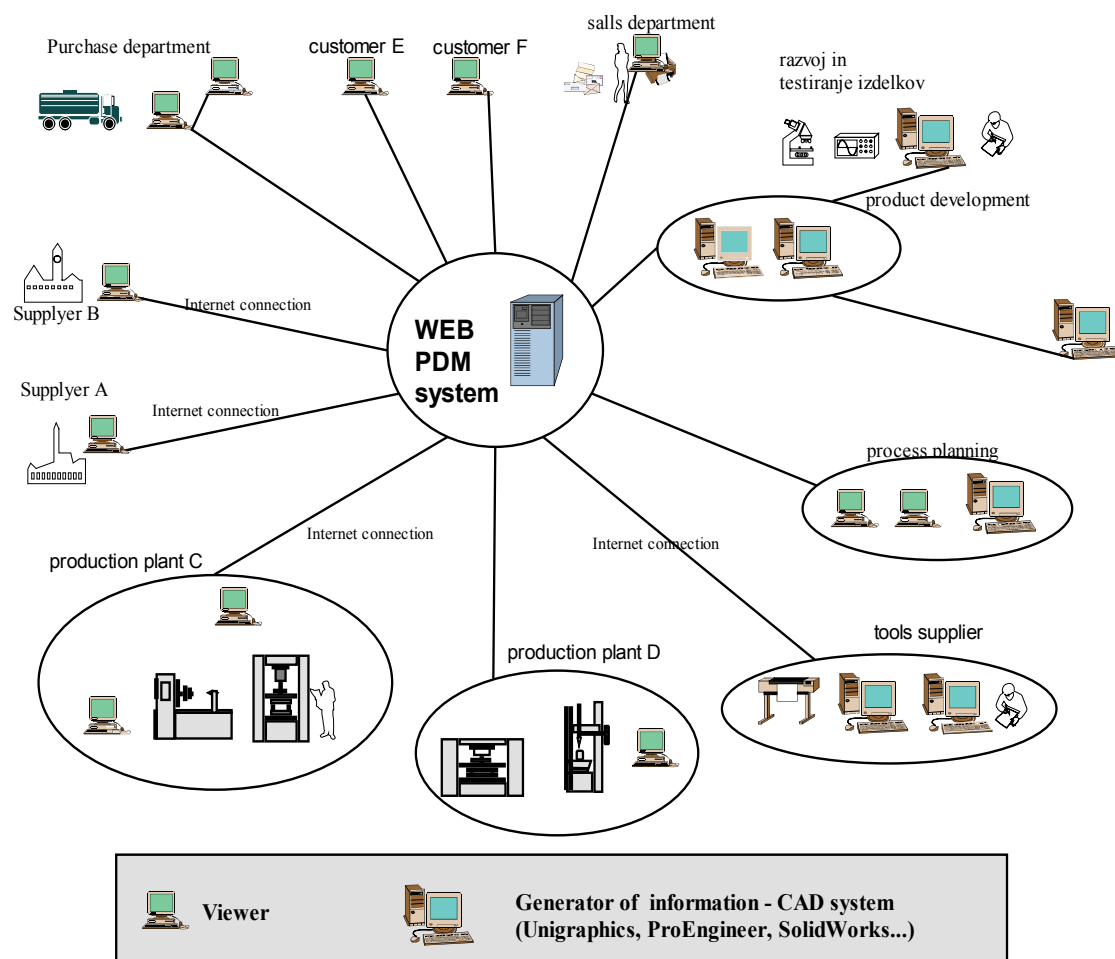 salls department
Purchase department
customer E
customer F
razvoj in
testiranje izdelkov
product development
Supplyer B
Internet connection
WEB
PDM
system
Supplyer A
Internet connection
process planning
Internet connection
Internet connection
production plant C
tools supplier
production plant D
Viewer
Generator of information - CAD system
(Unigraphics, ProEngineer, SolidWorks...)